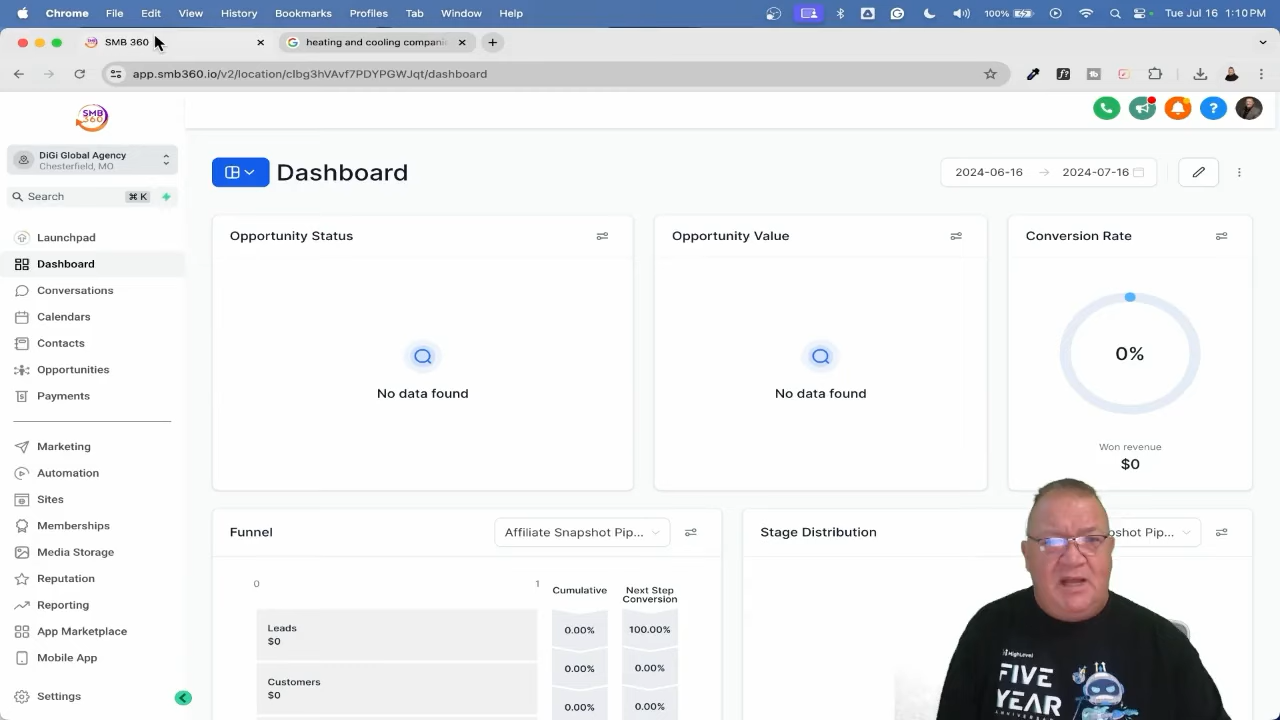 Chrome File Edit View History Bookmarks Profiles Tab Window Help
100% Tue Jul 16 1:10 PM
SMB 360
heating and cooling compani
app.smb360.io/v2/location/
/dashboard
SMB
360
DiGi Global Agency
Chesterfield, MO
Search ⌘ K
Launchpad
Dashboard
Conversations
Calendars
Contacts
Opportunities
Payments
Marketing
Automation
Sites
Memberships
Media Storage
Reputation
Reporting
App Marketplace
Mobile App
Settings
Dashboard
2024-06-16 → 2024-07-16
Opportunity Status
No data found
Opportunity Value
No data found
Conversion Rate
0%
Won revenue
$0
Funnel
Affiliate Snapshot Pip...
0 1
Cumulative
Next Step
Conversion
Leads
$0
0.00% 100.00%
Customers
$0
0.00% 0.00%
0.00% 0.00%
Stage Distribution
pshot Pip...
HighLevel
FIVE
YEAR
ANNIVERSARY